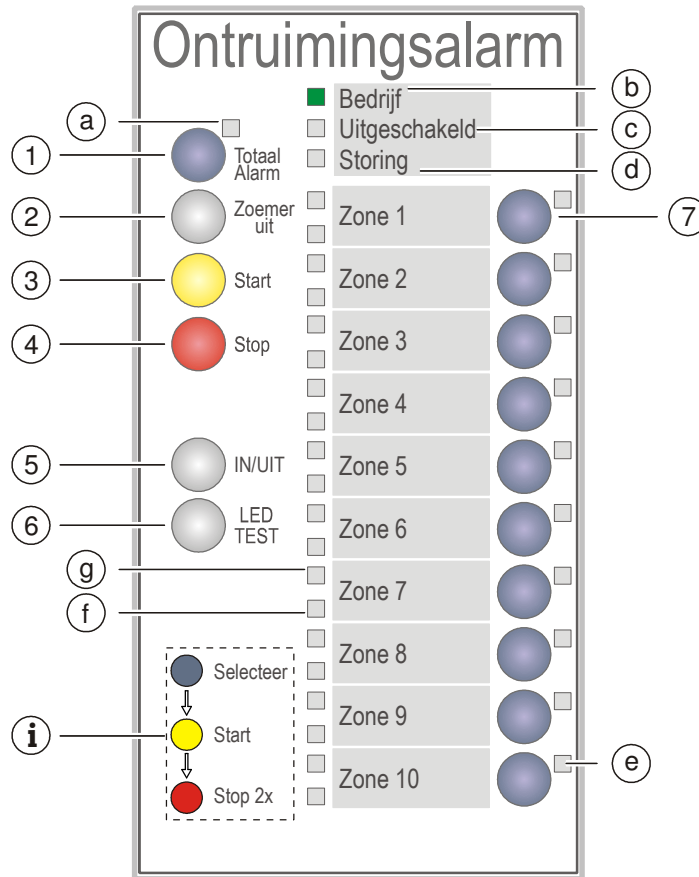 Ontruimingsalarm
b
Bedrijf
a
Uitgeschakeld
c
Storing
d
1
Totaal
Alarm
2
Zoemer
uit
Zone 1
7
3
Start
Zone 2
4
Stop
Zone 3
Zone 4
5
IN/UIT
Zone 5
6
LED
TEST
Zone 6
g
Zone 7
f
Selecteer
Zone 8
i
Start
Zone 9
Stop 2x
Zone 10
e